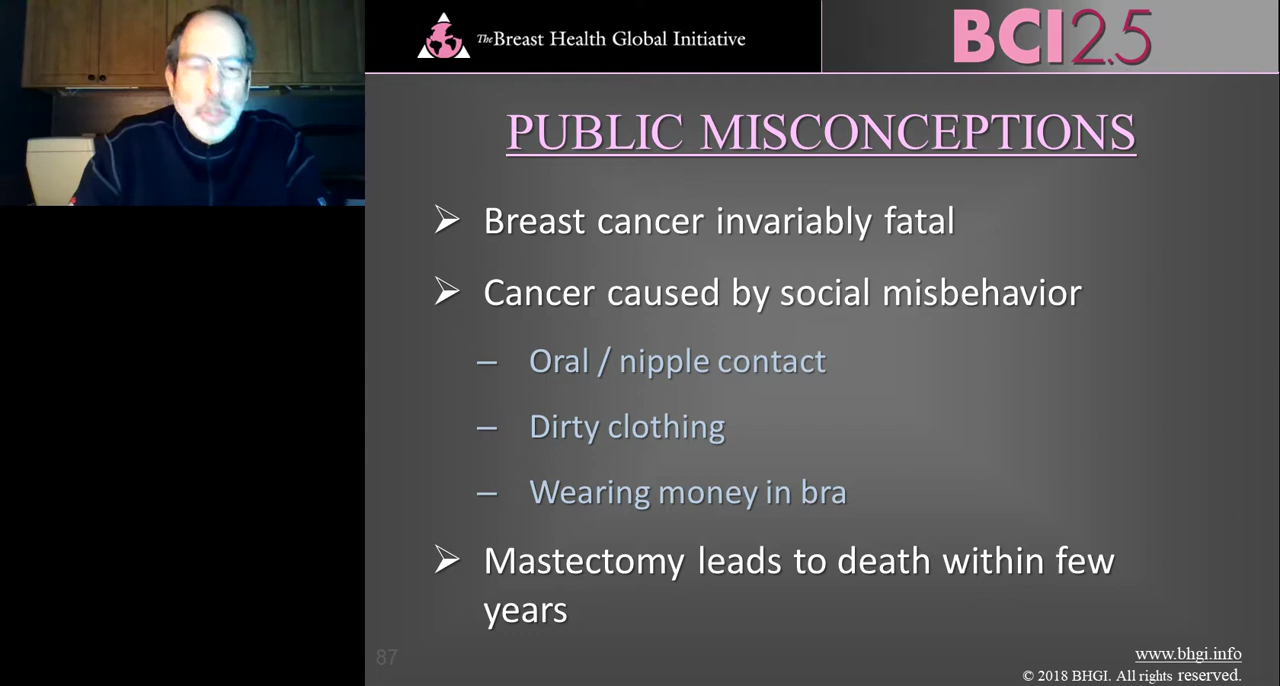 The Breast Health Global Initiative
BCI2.5
PUBLIC MISCONCEPTIONS
➢ Breast cancer invariably fatal
➢ Cancer caused by social misbehavior
– Oral / nipple contact
– Dirty clothing
– Wearing money in bra
➢ Mastectomy leads to death within few
years
87
www.bhgi.info
© 2018 BHGI. All rights reserved.